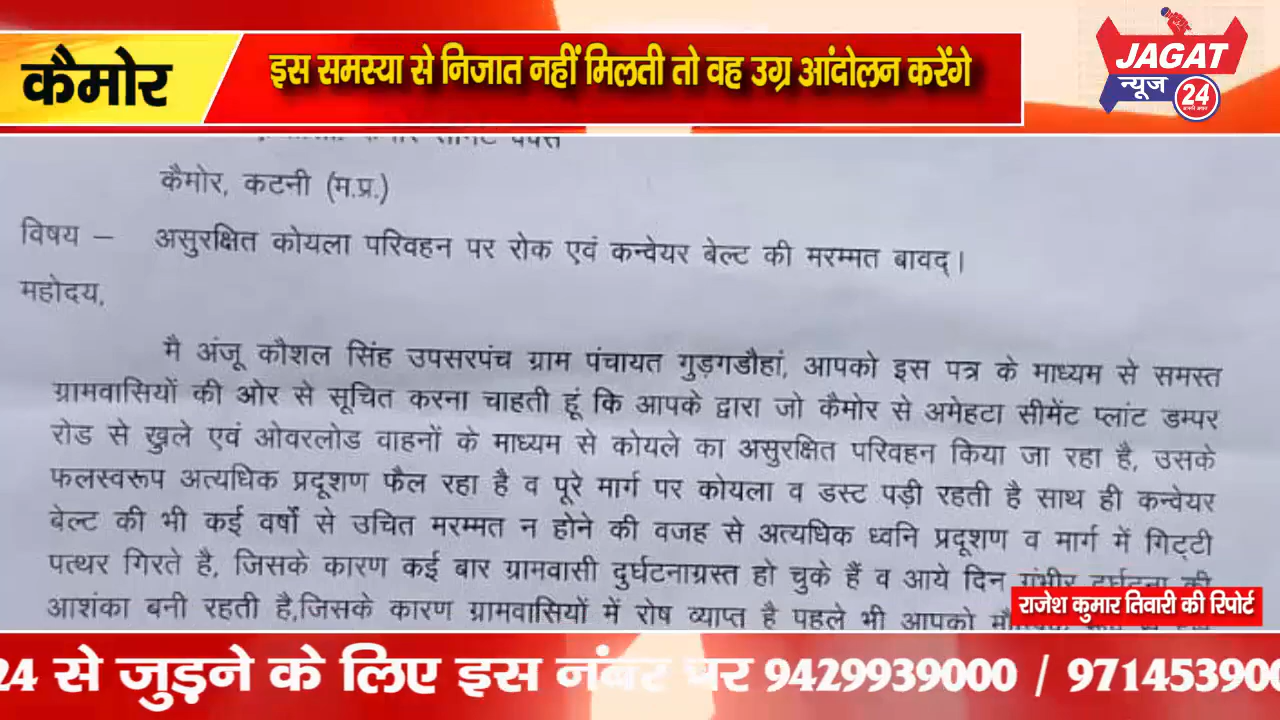 कैमोर
इस समस्या से निजात नहीं मिलती तो वह उग्र आंदोलन करेंगे
JAGAT
न्यूज
24
कैमोर, कटनी (म.प्र.)
विषय – असुरक्षित कोयला परिवहन पर रोक एवं कन्वेयर बेल्ट की मरम्मत बावद्।
महोदय,
मै अंजू कौशल सिंह उपसरपंच ग्राम पंचायत गुड़गडौहां, आपको इस पत्र के माध्यम से समस्त
ग्रामवासियों की ओर से सूचित करना चाहती हूं कि आपके द्वारा जो कैमोर से अमेहटा सीमेंट प्लांट डम्पर
रोड से खुले एवं ओवरलोड वाहनों के माध्यम से कोयले का असुरक्षित परिवहन किया जा रहा है, उसके
फलस्वरूप अत्यधिक प्रदूशण फैल रहा है व पूरे मार्ग पर कोयला व डस्ट पड़ी रहती है साथ ही कन्वेयर
बेल्ट की भी कई वर्षों से उचित मरम्मत न होने की वजह से अत्यधिक ध्वनि प्रदूशण व मार्ग में गिट्टी
पत्थर गिरते है, जिसके कारण कई बार ग्रामवासी दुर्घटनाग्रस्त हो चुके हैं व आये दिन गंभीर दुर्घटना की
आशंका बनी रहती है,जिसके कारण ग्रामवासियों में रोष व्याप्त है पहले भी आपको
राजेश कुमार तिवारी की रिपोर्ट
24 से जुड़ने के लिए इस नंबर पर 9429939000 / 971453900